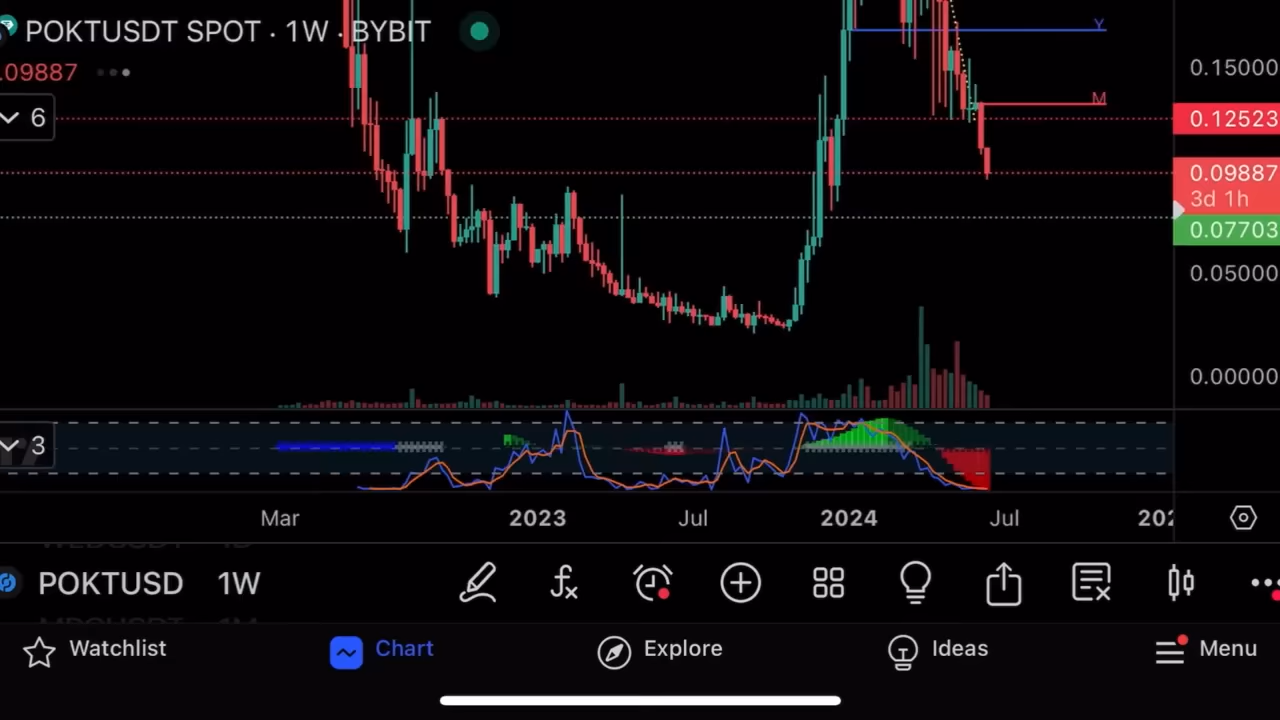 POKTUSDT SPOT · 1W · BYBIT
.09887
6
Y
M
0.15000
0.12523
0.09887
3d 1h
0.07703
0.05000
0.00000
3
Mar 2023 Jul 2024 Jul 202
POKTUSD 1W
Watchlist Chart Explore Ideas Menu